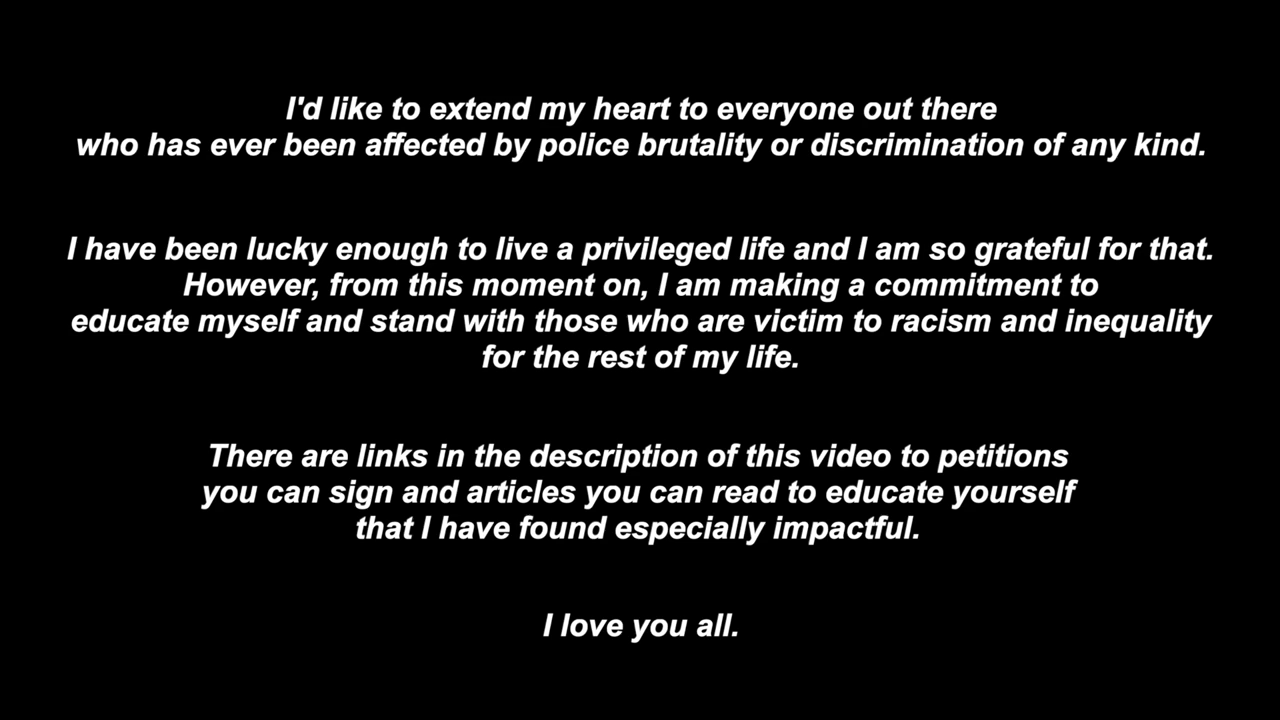 I'd like to extend my heart to everyone out there
who has ever been affected by police brutality or discrimination of any kind.
I have been lucky enough to live a privileged life and I am so grateful for that.
However, from this moment on, I am making a commitment to
educate myself and stand with those who are victim to racism and inequality
for the rest of my life.
There are links in the description of this video to petitions
you can sign and articles you can read to educate yourself
that I have found especially impactful.
I love you all.